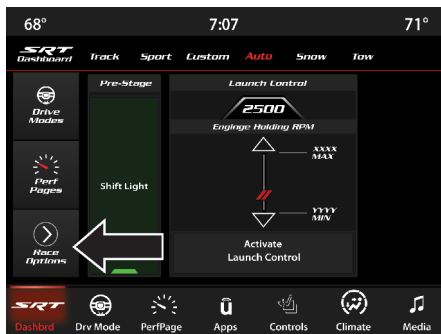 68° 7:07 71°
SRT
Dashboard Track Sport Custom Auto Snow Tow
Pre-Stage
Launch Control
2500
Enginge Holding RPM
Drive
Modes
XXXX
MAX
Perf
Pages
Shift Light
YYYY
MIN
Race
Options
Activate
Launch Control
SRT
Dashbrd Drv Mode PerfPage Apps Controls Climate Media